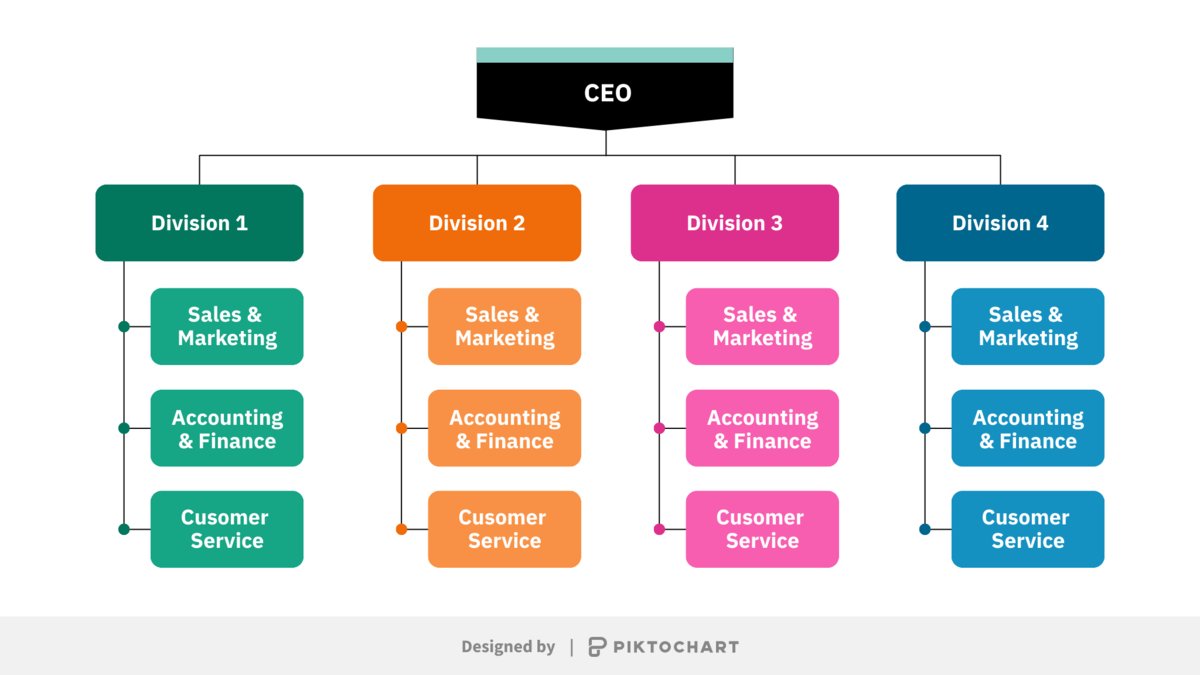 CEO
Division 1
Sales &
Marketing
Accounting
& Finance
Cusomer
Service
Division 2
Sales &
Marketing
Accounting
& Finance
Cusomer
Service
Division 3
Sales &
Marketing
Accounting
& Finance
Cusomer
Service
Division 4
Sales &
Marketing
Accounting
& Finance
Cusomer
Service
Designed by | PIKTOCHART